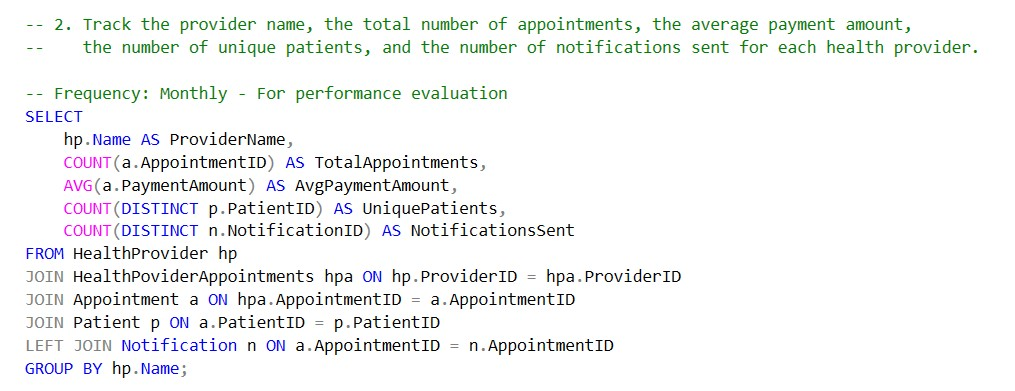 -- 2. Track the provider name, the total number of appointments, the average payment amount,
--    the number of unique patients, and the number of notifications sent for each health provider.
-- Frequency: Monthly - For performance evaluation
SELECT
    hp.Name AS ProviderName,
    COUNT(a.AppointmentID) AS TotalAppointments,
    AVG(a.PaymentAmount) AS AvgPaymentAmount,
    COUNT(DISTINCT p.PatientID) AS UniquePatients,
    COUNT(DISTINCT n.NotificationID) AS NotificationsSent
FROM HealthProvider hp
JOIN HealthPoviderAppointments hpa ON hp.ProviderID = hpa.ProviderID
JOIN Appointment a ON hpa.AppointmentID = a.AppointmentID
JOIN Patient p ON a.PatientID = p.PatientID
LEFT JOIN Notification n ON a.AppointmentID = n.AppointmentID
GROUP BY hp.Name;